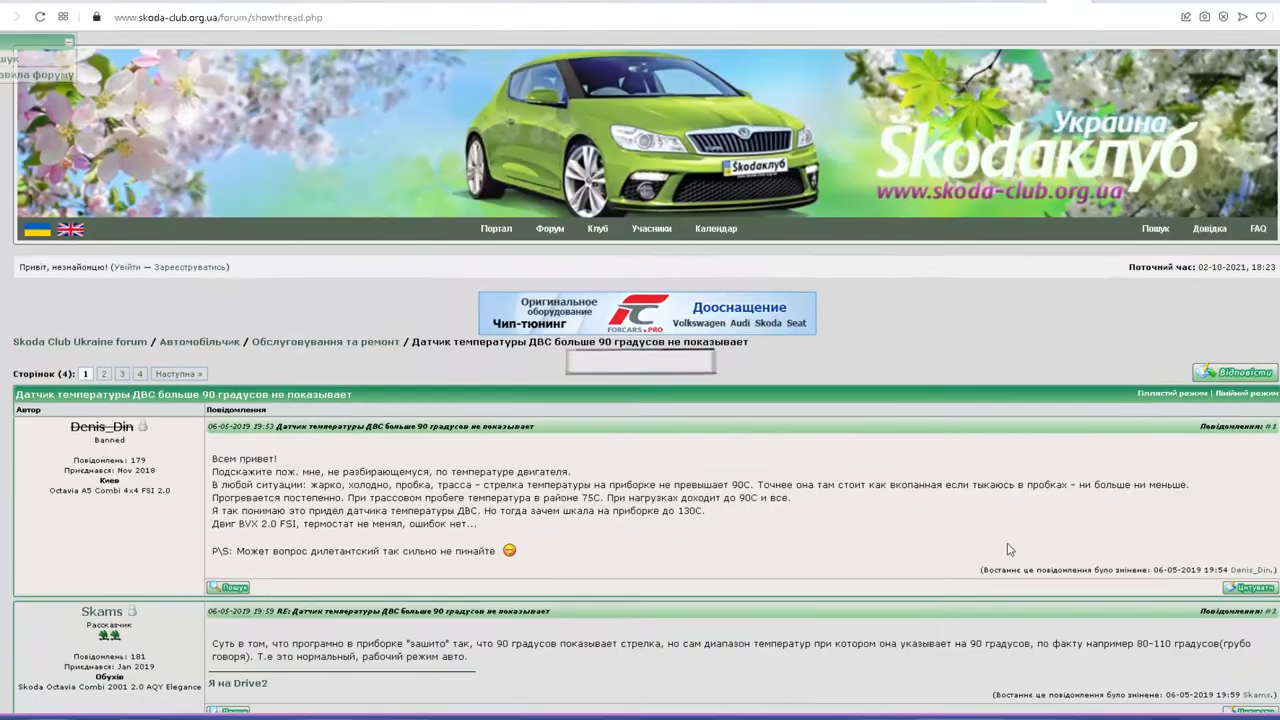 www.skoda-club.org.ua/forum/showthread.php
шук
авила форуму
Украина
Škodaклуб
www.skoda-club.org.ua
Škodaклуб
Портал Форум Клуб Учасники Календар Пошук Довідка FAQ
Привіт, незнайомцю! (Увійти — Зареєструватись) Поточний час: 02-10-2021, 18:23
Оригинальное
оборудование
Чип-тюнинг
FORCARS.PRO
Дооснащение
Volkswagen Audi Skoda Seat
Skoda Club Ukraine forum / Автомобільчик / Обслуговування та ремонт / Датчик температуры ДВС больше 90 градусов не показывает
Сторінок (4): 1 2 3 4 Наступна » Відповісти
Датчик температуры ДВС больше 90 градусов не показывает Гіллястий режим | Лінійний режим
Автор Повідомлення
Denis_Din 06-05-2019 19:53 Датчик температуры ДВС больше 90 градусов не показывает Повідомлення: #1
Banned
Повідомлень: 179
Приєднався: Nov 2018
Киев
Octavia A5 Combi 4x4 FSI 2.0
Всем привет!
Подскажите пож. мне, не разбирающемуся, по температуре двигателя.
В любой ситуации: жарко, холодно, пробка, трасса - стрелка температуры на приборке не превышает 90С. Точнее она там стоит как вкопанная если тыкаюсь в пробках - ни больше ни меньше.
Прогревается постепенно. При трассовом пробеге температура в районе 75С. При нагрузках доходит до 90С и все.
Я так понимаю это придел датчика температуры ДВС. Но тогда зачем шкала на приборке до 130С.
Двиг BVX 2.0 FSI, термостат не менял, ошибок нет...
P\S: Может вопрос дилетантский так сильно не пинайте
(Востаннє це повідомлення було змінене: 06-05-2019 19:54 Denis_Din.)
Пошук Цитувати
Skams 06-05-2019 19:59 RE: Датчик температуры ДВС больше 90 градусов не показывает Повідомлення: #2
Рассказчик
Повідомлень: 181
Приєднався: Jan 2019
Обухів
Skoda Octavia Combi 2001 2.0 AQY Elegance
Суть в том, что програмно в приборке "зашито" так, что 90 градусов показывает стрелка, но сам диапазон температур при котором она указывает на 90 градусов, по факту например 80-110 градусов(грубо
говоря). Т.е это нормальный, рабочий режим авто.
Я на Drive2
(Востаннє це повідомлення було змінене: 06-05-2019 19:59 Skams.)